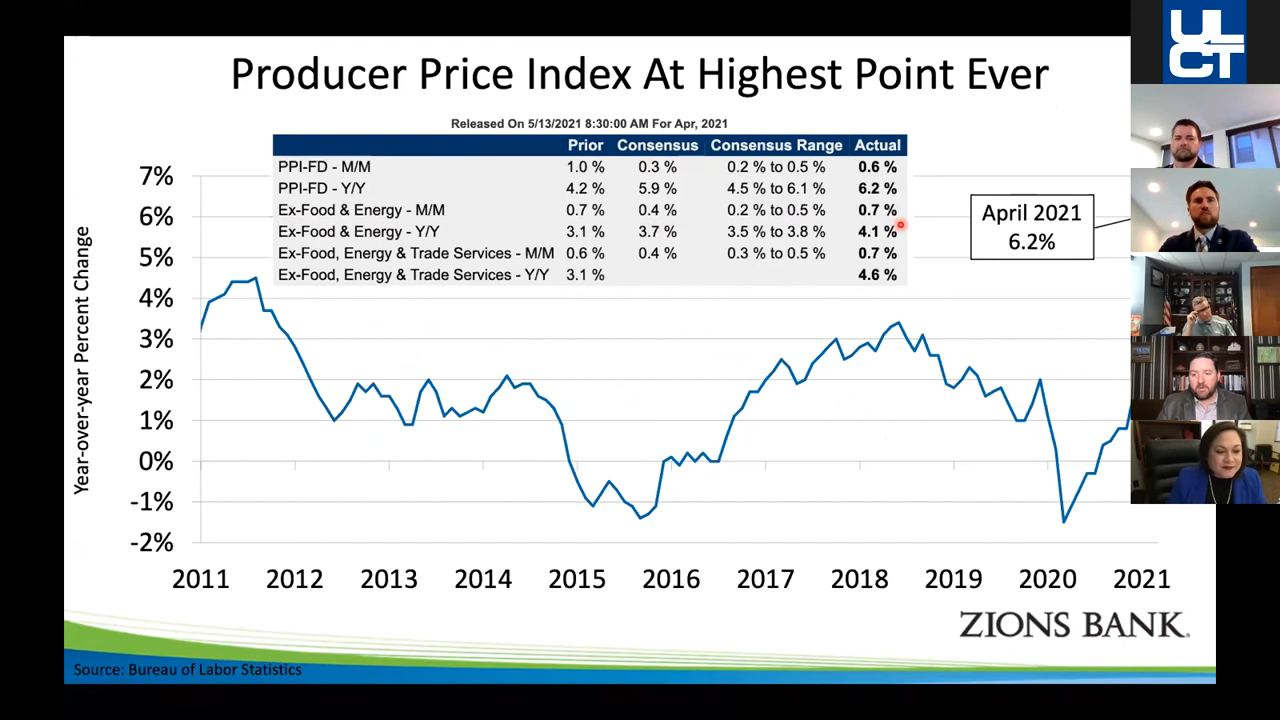 UL
CT
Producer Price Index At Highest Point Ever
Released On 5/13/2021 8:30:00 AM For Apr, 2021
Prior Consensus Consensus Range Actual
PPI-FD - M/M 1.0 % 0.3 % 0.2 % to 0.5 % 0.6 %
PPI-FD - Y/Y 4.2 % 5.9 % 4.5 % to 6.1 % 6.2 %
Ex-Food & Energy - M/M 0.7 % 0.4 % 0.2 % to 0.5 % 0.7 %
Ex-Food & Energy - Y/Y 3.1 % 3.7 % 3.5 % to 3.8 % 4.1 %
Ex-Food, Energy & Trade Services - M/M 0.6 % 0.4 % 0.3 % to 0.5 % 0.7 %
Ex-Food, Energy & Trade Services - Y/Y 3.1 % 4.6 %
April 2021
6.2%
Year-over-year Percent Change
7%
6%
5%
4%
3%
2%
1%
0%
-1%
-2%
2011 2012 2013 2014 2015 2016 2017 2018 2019 2020 2021
ZIONS BANK.
Source: Bureau of Labor Statistics